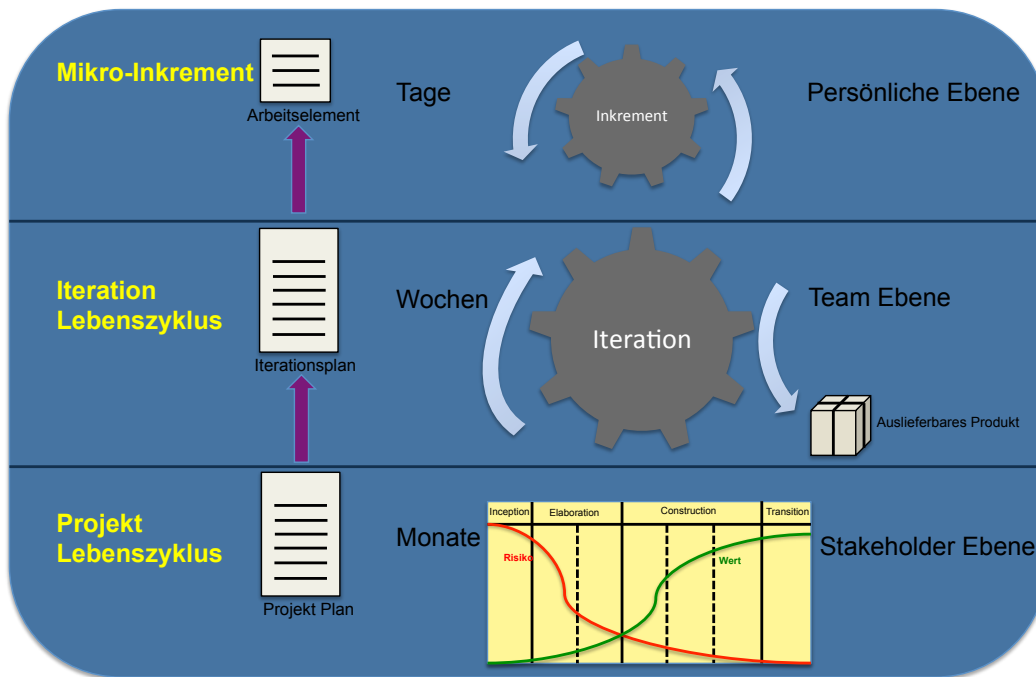 Mikro-Inkrement
Arbeitselement
Tage
Inkrement
Persönliche Ebene
Iteration
Lebenszyklus
Iterationsplan
Wochen
Iteration
Team Ebene
Auslieferbares Produkt
Projekt
Lebenszyklus
Projekt Plan
Monate
Inception
Elaboration
Construction
Transition
Risiko
Wert
Stakeholder Ebene